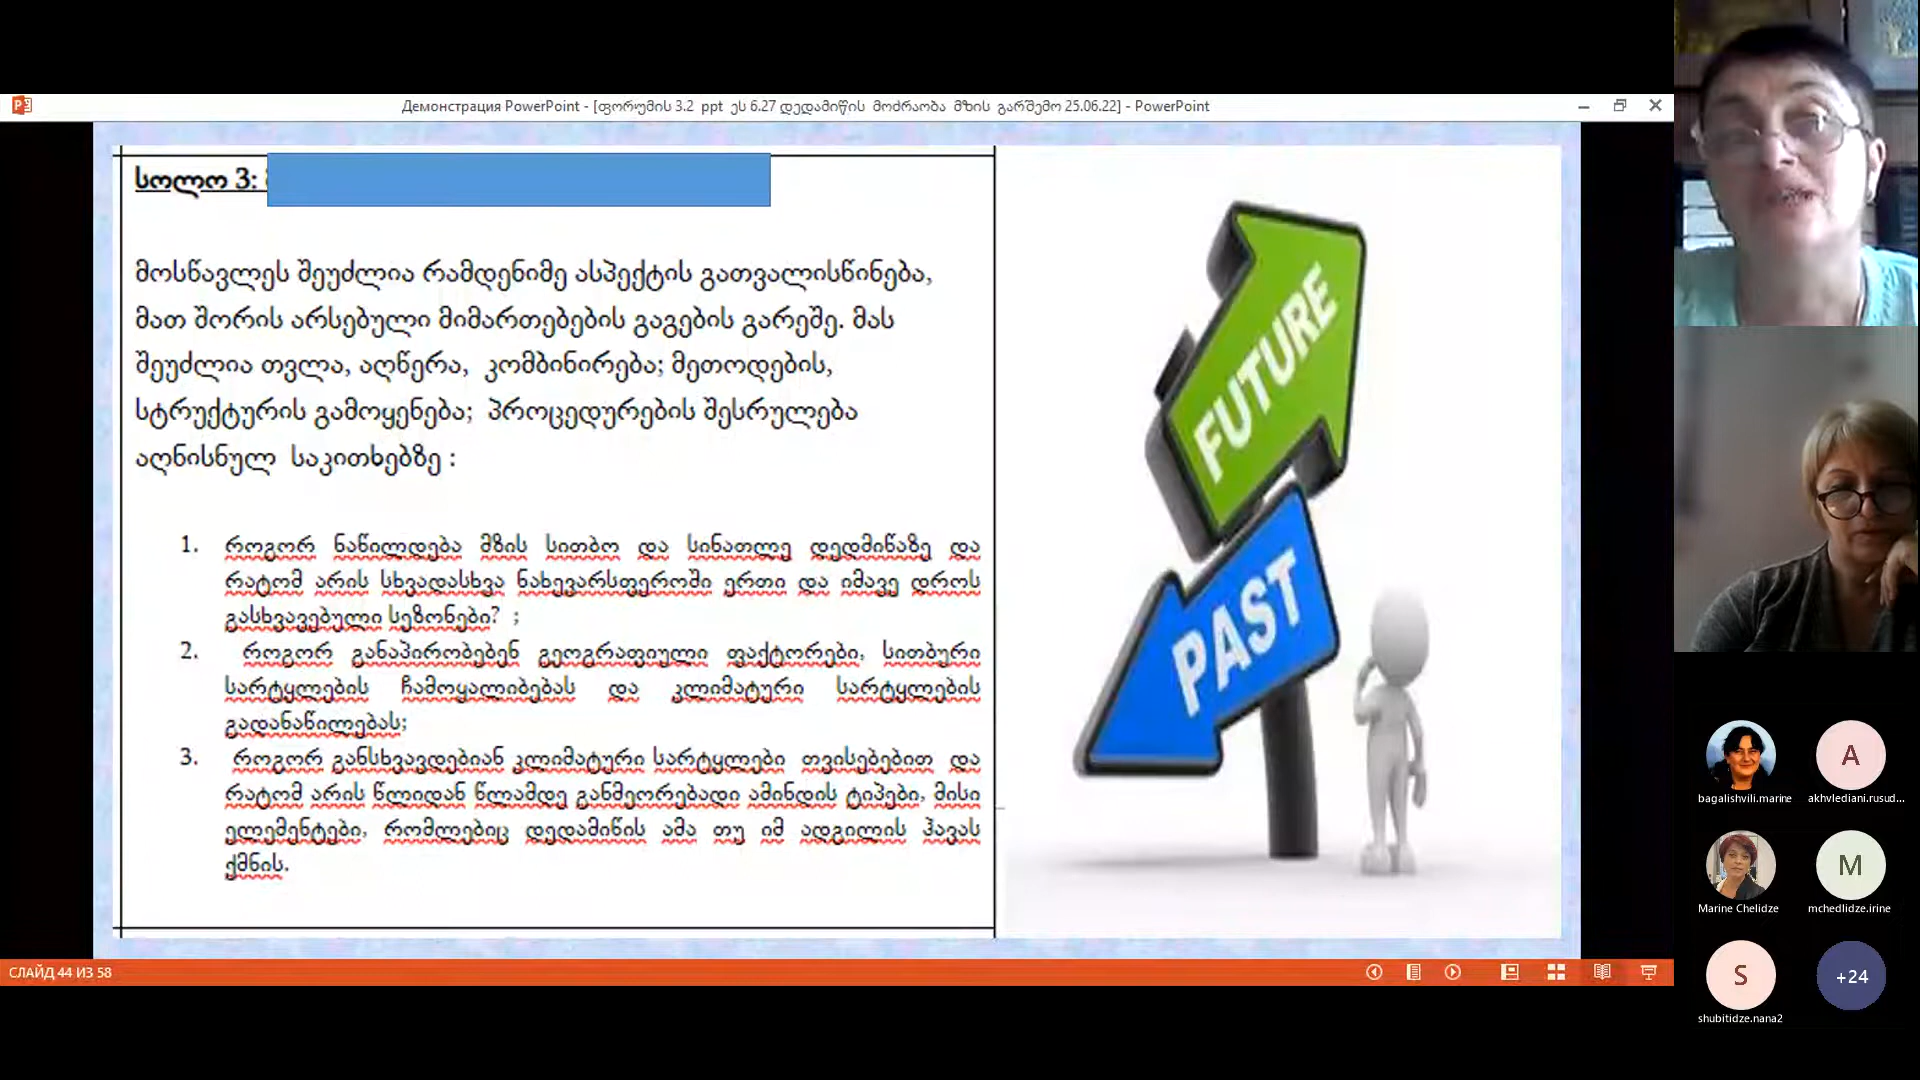 Демонстрация PowerPoint - [ფორუმის 3.2 ppt ეს 6.27 დედამიწის მოძრაობა მზის გარშემო 25.06.22] - PowerPoint
სოლო 3:
მოსწავლეს შეუძლია რამდენიმე ასპექტის გათვალისწინება,
მათ შორის არსებული მიმართებების გაგების გარეშე. მას
შეუძლია თვლა, აღწერა, კომბინირება; მეთოდების,
სტრუქტურის გამოყენება; პროცედურების შესრულება
აღნისნულ საკითხებზე :
1. როგორ ნაწილდება მზის სითბო და სინათლე დედმიწაზე და
რატომ არის სხვადასხვა ნახევარსფეროში ერთი და იმავე დროს
გასხვავებული სეზონები? ;
2. როგორ განაპირობებენ გეოგრაფიული ფაქტორები, სითბური
სარტყლების ჩამოყალიბებას და კლიმატური სარტყლების
გადანაწილებას;
3. როგორ განსხვავდებიან კლიმატური სარტყლები თვისებებით და
რატომ არის წლიდან წლამდე განმეორებადი ამინდის ტიპები, მისი
ელემენტები, რომლებიც დედამიწის ამა თუ იმ ადგილის ჰავას
ქმნის.
FUTURE
PAST
СЛАЙД 44 ИЗ 58
bagalishvili.marine
A
akhvlediani.rusud...
Marine Chelidze
M
mchedlidze.irine
S
shubitidze.nana2
+24